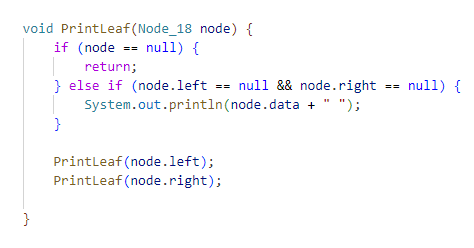 void PrintLeaf(Node_18 node) {
    if (node == null) {
        return;
    } else if (node.left == null && node.right == null) {
        System.out.println(node.data + " ");
    }

    PrintLeaf(node.left);
    PrintLeaf(node.right);

}